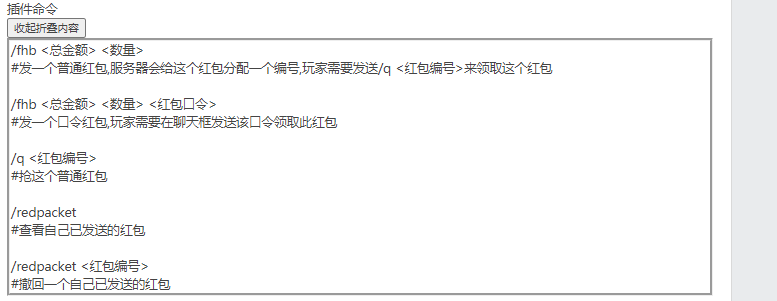 插件命令
收起折叠内容
/fhb <总金额> <数量>
#发一个普通红包,服务器会给这个红包分配一个编号,玩家需要发送/q <红包编号>来领取这个红包
/fhb <总金额> <数量> <红包口令>
#发一个口令红包,玩家需要在聊天框发送该口令领取此红包
/q <红包编号>
#抢这个普通红包
/redpacket
#查看自己已发送的红包
/redpacket <红包编号>
#撤回一个自己已发送的红包